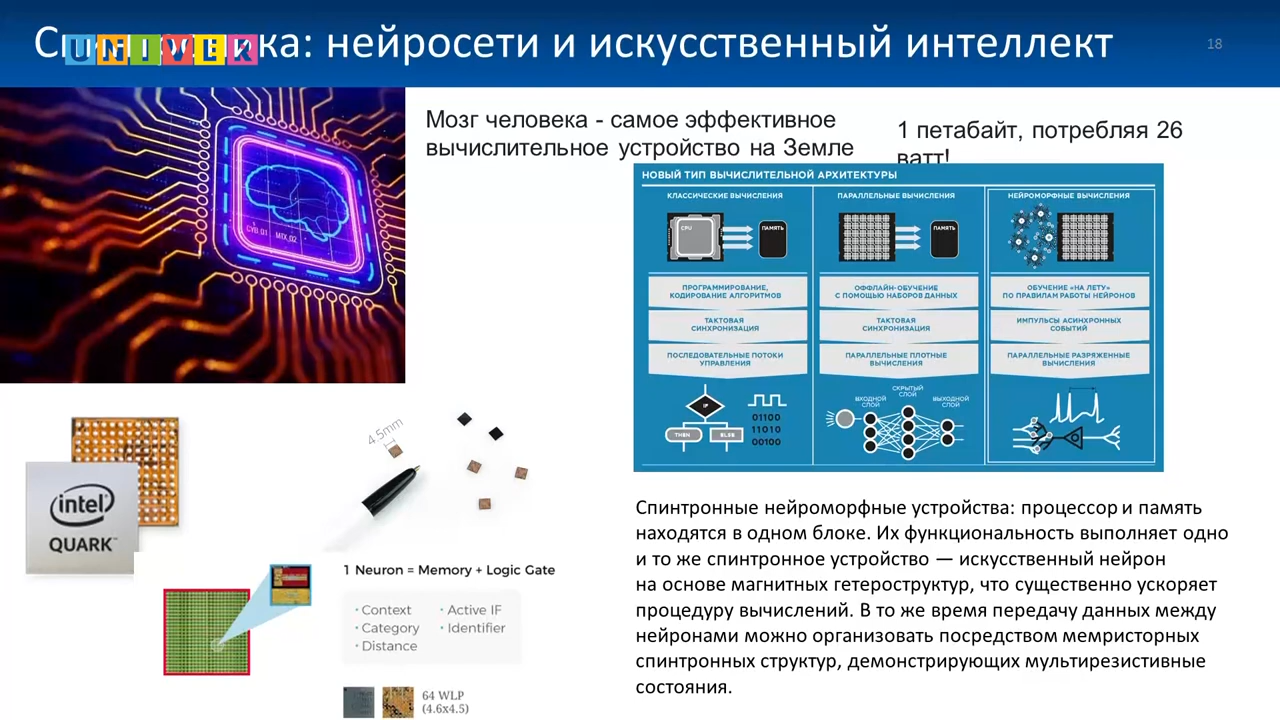 Спинтроника: нейросети и искусственный интеллект
UNIVER
18
Мозг человека - самое эффективное
вычислительное устройство на Земле
1 петабайт, потребляя 26
ватт!
CYB_01 MTX_02
НОВЫЙ ТИП ВЫЧИСЛИТЕЛЬНОЙ АРХИТЕКТУРЫ
КЛАССИЧЕСКИЕ ВЫЧИСЛЕНИЯ
CPU
ПАМЯТЬ
ПРОГРАММИРОВАНИЕ,
КОДИРОВАНИЕ АЛГОРИТМОВ
ТАКТОВАЯ
СИНХРОНИЗАЦИЯ
ПОСЛЕДОВАТЕЛЬНЫЕ ПОТОКИ
УПРАВЛЕНИЯ
IF
THEN
ELSE
01100
11010
00100
ПАРАЛЛЕЛЬНЫЕ ВЫЧИСЛЕНИЯ
ПАМЯТЬ
ОФФЛАЙН-ОБУЧЕНИЕ
С ПОМОЩЬЮ НАБОРОВ ДАННЫХ
ТАКТОВАЯ
СИНХРОНИЗАЦИЯ
ПАРАЛЛЕЛЬНЫЕ ПЛОТНЫЕ
ВЫЧИСЛЕНИЯ
ВХОДНОЙ
СЛОЙ
СКРЫТЫЙ
СЛОЙ
ВЫХОДНОЙ
СЛОЙ
НЕЙРОМОРФНЫЕ ВЫЧИСЛЕНИЯ
ОБУЧЕНИЕ «НА ЛЕТУ»
ПО ПРАВИЛАМ РАБОТЫ НЕЙРОНОВ
ИМПУЛЬСЫ АСИНХРОННЫХ
СОБЫТИЙ
ПАРАЛЛЕЛЬНЫЕ РАЗРЯЖЕННЫЕ
ВЫЧИСЛЕНИЯ
intel
QUARK™
4.5mm
1 Neuron = Memory + Logic Gate
• Context
• Category
• Distance
• Active IF
• Identifier
64 WLP
(4.6x4.5)
Спинтронные нейроморфные устройства: процессор и память
находятся в одном блоке. Их функциональность выполняет одно
и то же спинтронное устройство — искусственный нейрон
на основе магнитных гетероструктур, что существенно ускоряет
процедуру вычислений. В то же время передачу данных между
нейронами можно организовать посредством мемристорных
спинтронных структур, демонстрирующих мультирезистивные
состояния.